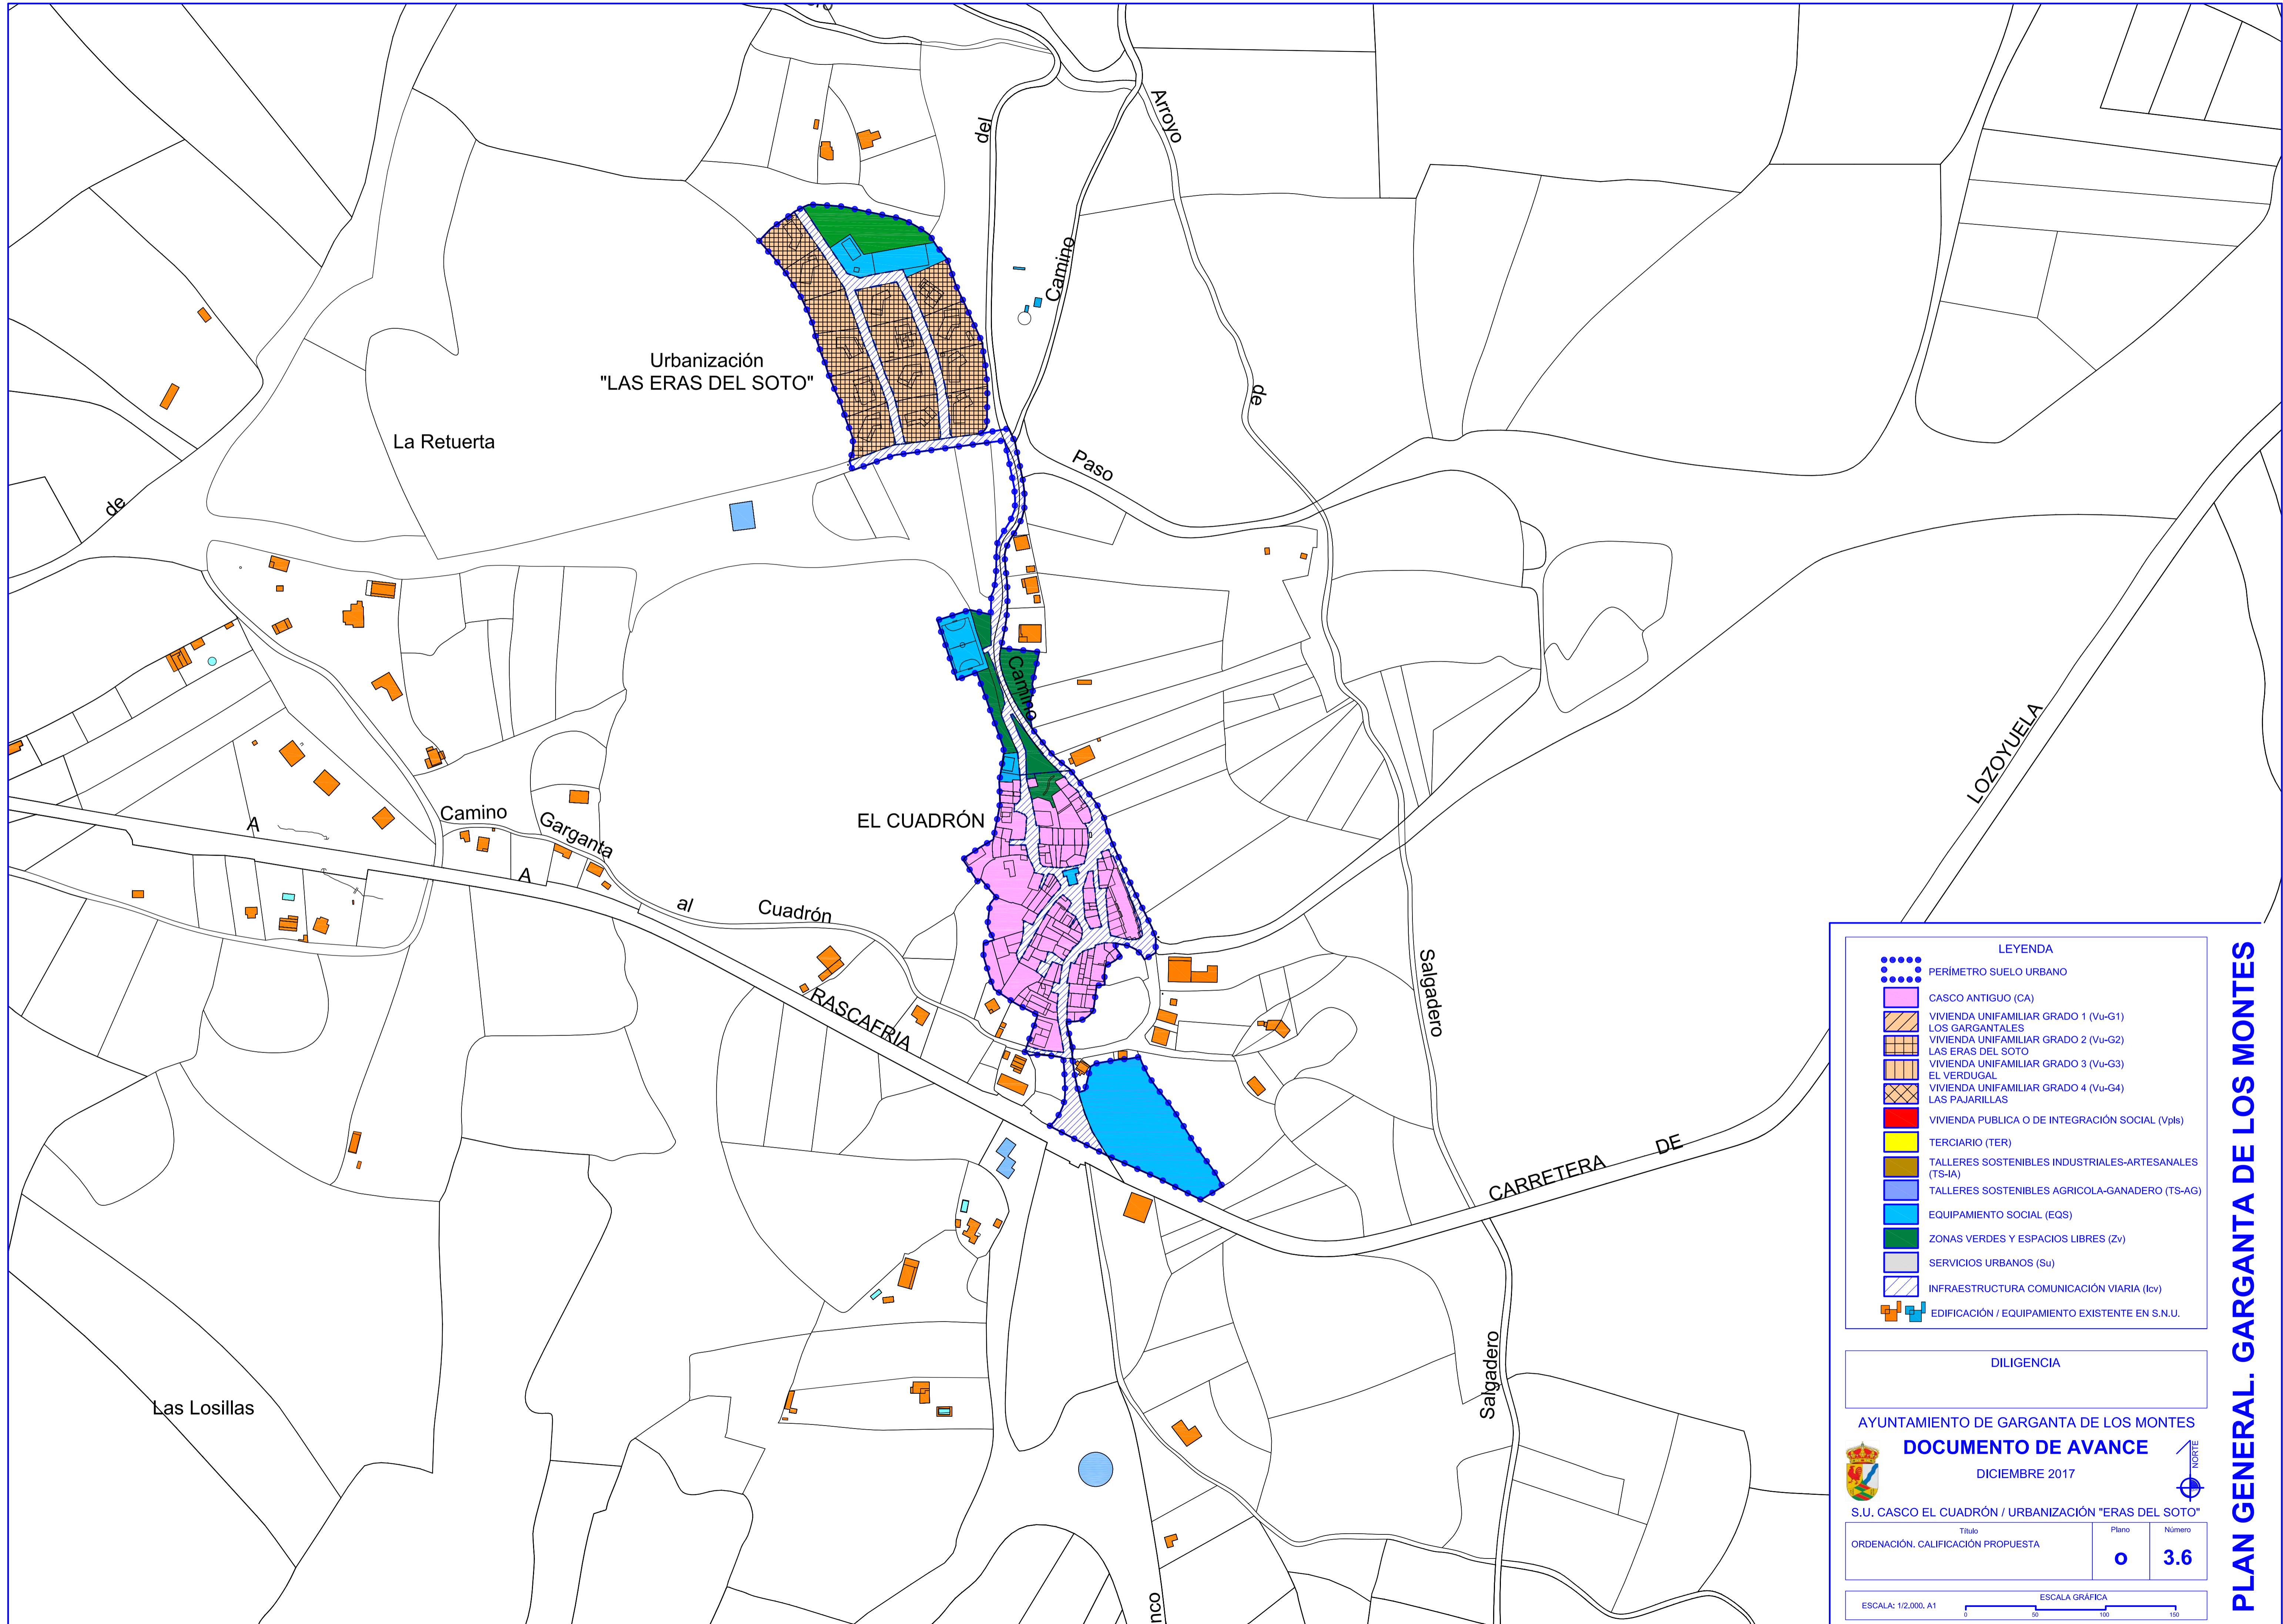 Arroyo
del
Camino
Urbanización
"LAS ERAS DEL SOTO"
de
La Retuerta
Paso
de
Camino
LOZOYUELA
EL CUADRÓN
Camino
Garganta
A
A
al
Cuadrón
RASCAFRIA
Salgadero
CARRETERA
DE
Salgadero
Las Losillas
nco
LEYENDA
PERÍMETRO SUELO URBANO
CASCO ANTIGUO (CA)
VIVIENDA UNIFAMILIAR GRADO 1 (Vu-G1)
LOS GARGANTALES
VIVIENDA UNIFAMILIAR GRADO 2 (Vu-G2)
LAS ERAS DEL SOTO
VIVIENDA UNIFAMILIAR GRADO 3 (Vu-G3)
EL VERDUGAL
VIVIENDA UNIFAMILIAR GRADO 4 (Vu-G4)
LAS PAJARILLAS
VIVIENDA PUBLICA O DE INTEGRACIÓN SOCIAL (VpIs)
TERCIARIO (TER)
TALLERES SOSTENIBLES INDUSTRIALES-ARTESANALES
(TS-IA)
TALLERES SOSTENIBLES AGRICOLA-GANADERO (TS-AG)
EQUIPAMIENTO SOCIAL (EQS)
ZONAS VERDES Y ESPACIOS LIBRES (Zv)
SERVICIOS URBANOS (Su)
INFRAESTRUCTURA COMUNICACIÓN VIARIA (Icv)
EDIFICACIÓN / EQUIPAMIENTO EXISTENTE EN S.N.U.
DILIGENCIA
AYUNTAMIENTO DE GARGANTA DE LOS MONTES
DOCUMENTO DE AVANCE
DICIEMBRE 2017
NORTE
S.U. CASCO EL CUADRÓN / URBANIZACIÓN "ERAS DEL SOTO"
Título
Plano
Número
ORDENACIÓN. CALIFICACIÓN PROPUESTA
O
3.6
ESCALA: 1/2.000, A1
ESCALA GRÁFICA
0 50 100 150
PLAN GENERAL. GARGANTA DE LOS MONTES